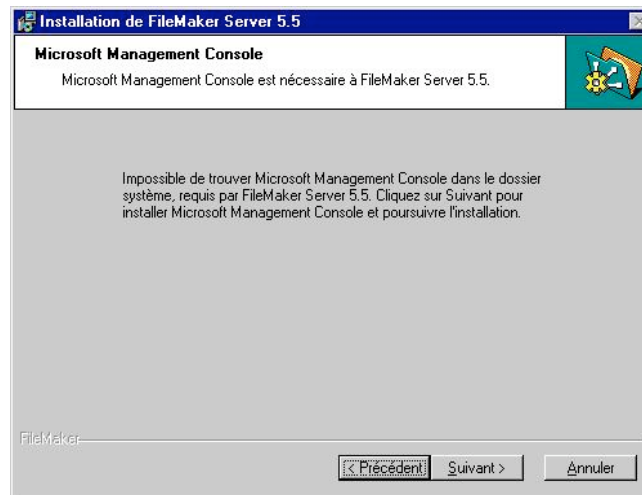 Installation de FileMaker Server 5.5
Microsoft Management Console
Microsoft Management Console est nécessaire à FileMaker Server 5.5.
Impossible de trouver Microsoft Management Console dans le dossier
système, requis par FileMaker Server 5.5. Cliquez sur Suivant pour
installer Microsoft Management Console et poursuivre l'installation.
FileMaker
< Précédent Suivant > Annuler